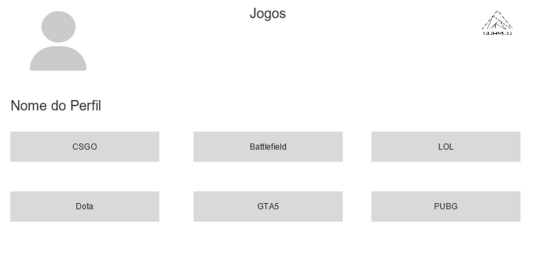 Jogos
Nome do Perfil
CSGO
Battlefield
LOL
Dota
GTA5
PUBG